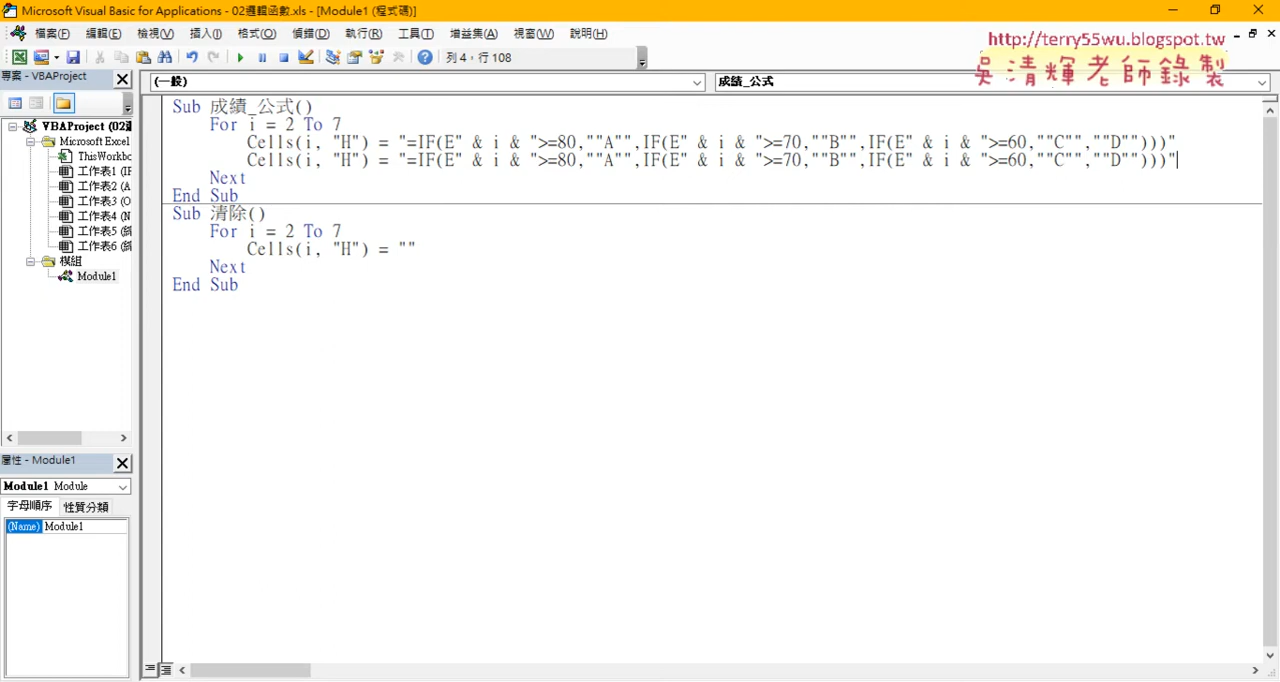 Microsoft Visual Basic for Applications - 02邏輯函數.xls - [Module1 (程式碼)]
檔案(F) 編輯(E) 檢視(V) 插入(I) 格式(O) 偵錯(D) 執行(R) 工具(T) 增益集(A) 視窗(W) 說明(H)
http://terry55wu.blogspot.tw
吳清輝老師錄製
列 4，行 108
專案 - VBAProject
(一般)
成績_公式
VBAProject (02邏
Microsoft Excel
ThisWorkbo
工作表1 (IF
工作表2 (A
工作表3 (O
工作表4 (N
工作表5 (
工作表6 (
模組
Module1
屬性 - Module1
Module1 Module
字母順序 性質分類
(Name) Module1
Sub 成績_公式()
For i = 2 To 7
Cells(i, "H") = "=IF(E" & i & ">=80,""A"",IF(E" & i & ">=70,""B"",IF(E" & i & ">=60,""C"",""D"")))"
Cells(i, "H") = "=IF(E" & i & ">=80,""A"",IF(E" & i & ">=70,""B"",IF(E" & i & ">=60,""C"",""D"")))"
Next
End Sub
Sub 清除()
For i = 2 To 7
Cells(i, "H") = ""
Next
End Sub